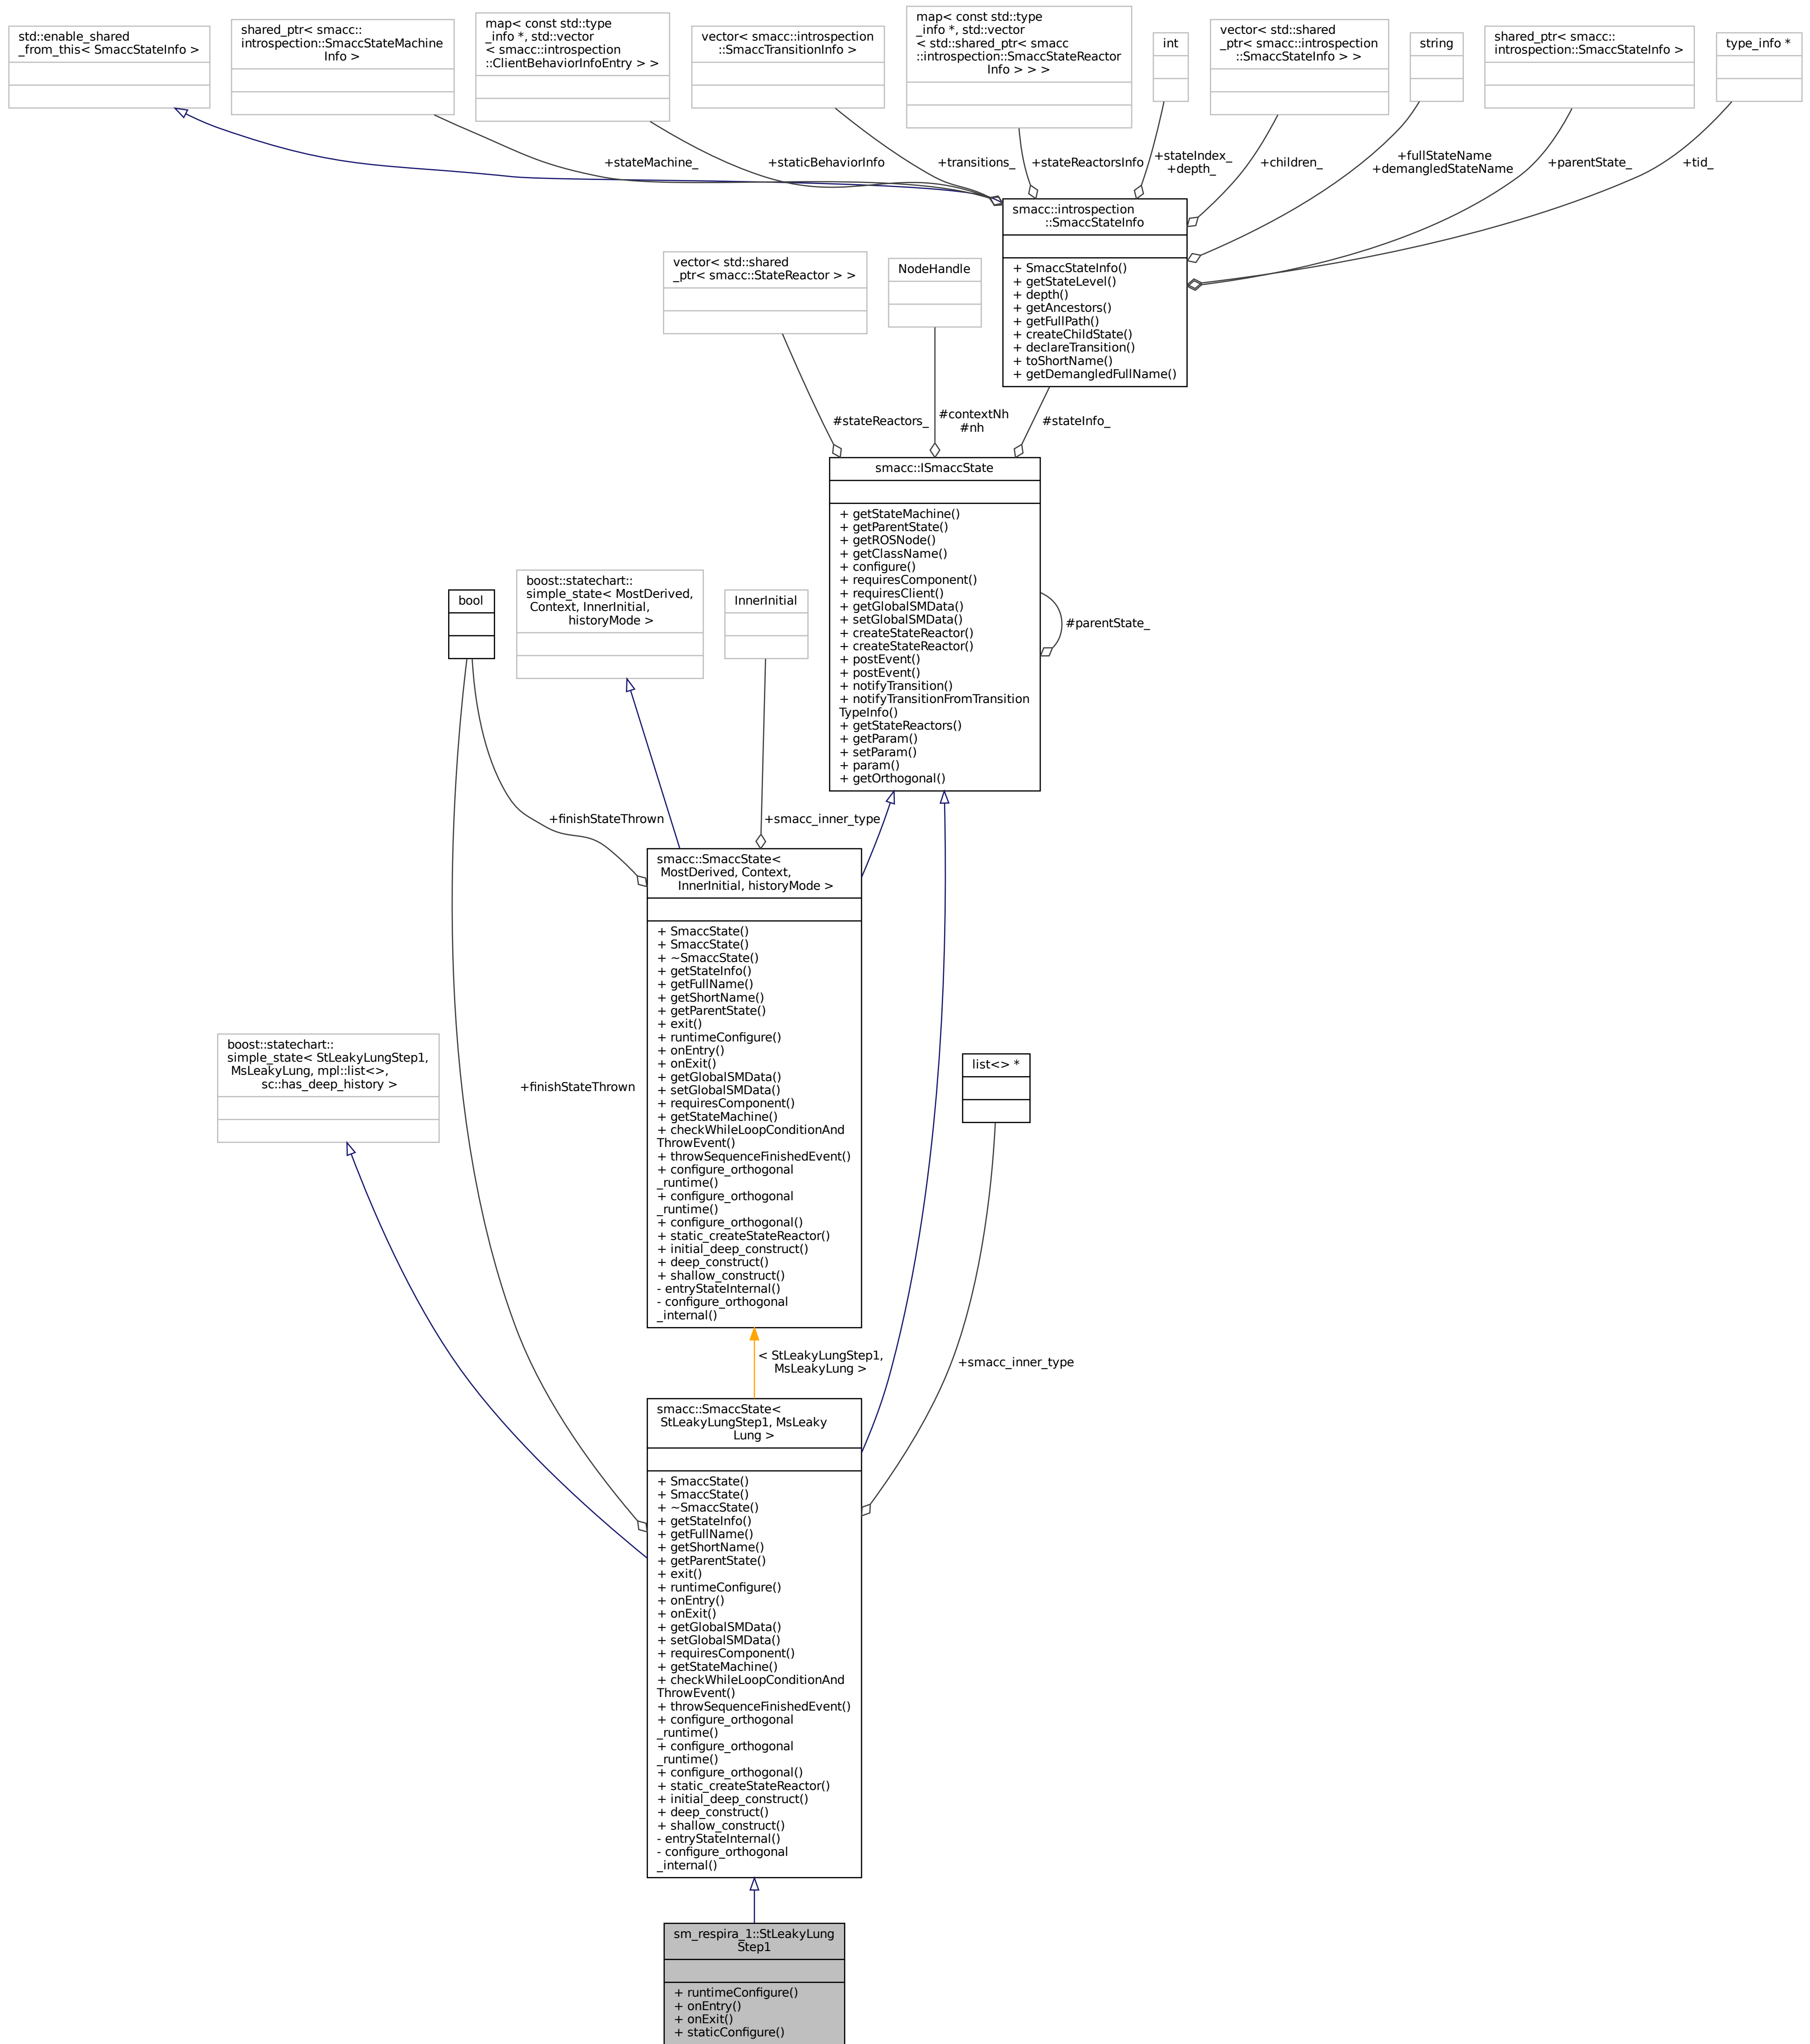 std::enable_shared
_from_this< SmaccStateInfo >
shared_ptr< smacc::
introspection::SmaccStateMachine
Info >
map< const std::type
_info *, std::vector
< smacc::introspection
::ClientBehaviorInfoEntry > >
vector< smacc::introspection
::SmaccTransitionInfo >
map< const std::type
_info *, std::vector
< std::shared_ptr< smacc
::introspection::SmaccStateReactor
Info > > >
int
vector< std::shared
_ptr< smacc::introspection
::SmaccStateInfo > >
string
shared_ptr< smacc::
introspection::SmaccStateInfo >
type_info *
+stateMachine_
+staticBehaviorInfo
+transitions_
+stateReactorsInfo
+stateIndex_
+depth_
+children_
+fullStateName
+demangledStateName
+parentState_
+tid_
smacc::introspection
::SmaccStateInfo
+ SmaccStateInfo()
+ getStateLevel()
+ depth()
+ getAncestors()
+ getFullPath()
+ createChildState()
+ declareTransition()
+ toShortName()
+ getDemangledFullName()
vector< std::shared
_ptr< smacc::StateReactor > >
NodeHandle
#stateReactors_
#contextNh
#nh
#stateInfo_
smacc::ISmaccState
+ getStateMachine()
+ getParentState()
+ getROSNode()
+ getClassName()
+ configure()
+ requiresComponent()
+ requiresClient()
+ getGlobalSMData()
+ setGlobalSMData()
+ createStateReactor()
+ createStateReactor()
+ postEvent()
+ postEvent()
+ notifyTransition()
+ notifyTransitionFromTransition
TypeInfo()
+ getStateReactors()
+ getParam()
+ setParam()
+ param()
+ getOrthogonal()
#parentState_
bool
boost::statechart::
simple_state< MostDerived,
Context, InnerInitial,
historyMode >
InnerInitial
+finishStateThrown
+smacc_inner_type
smacc::SmaccState<
MostDerived, Context,
InnerInitial, historyMode >
+ SmaccState()
+ SmaccState()
+ ~SmaccState()
+ getStateInfo()
+ getFullName()
+ getShortName()
+ getParentState()
+ exit()
+ runtimeConfigure()
+ onEntry()
+ onExit()
+ getGlobalSMData()
+ setGlobalSMData()
+ requiresComponent()
+ getStateMachine()
+ checkWhileLoopConditionAnd
ThrowEvent()
+ throwSequenceFinishedEvent()
+ configure_orthogonal
_runtime()
+ configure_orthogonal
_runtime()
+ configure_orthogonal()
+ static_createStateReactor()
+ initial_deep_construct()
+ deep_construct()
+ shallow_construct()
- entryStateInternal()
- configure_orthogonal
_internal()
boost::statechart::
simple_state< StLeakyLungStep1,
MsLeakyLung, mpl::list<>,
sc::has_deep_history >
+finishStateThrown
list<> *
< StLeakyLungStep1,
MsLeakyLung >
+smacc_inner_type
smacc::SmaccState<
StLeakyLungStep1, MsLeaky
Lung >
+ SmaccState()
+ SmaccState()
+ ~SmaccState()
+ getStateInfo()
+ getFullName()
+ getShortName()
+ getParentState()
+ exit()
+ runtimeConfigure()
+ onEntry()
+ onExit()
+ getGlobalSMData()
+ setGlobalSMData()
+ requiresComponent()
+ getStateMachine()
+ checkWhileLoopConditionAnd
ThrowEvent()
+ throwSequenceFinishedEvent()
+ configure_orthogonal
_runtime()
+ configure_orthogonal
_runtime()
+ configure_orthogonal()
+ static_createStateReactor()
+ initial_deep_construct()
+ deep_construct()
+ shallow_construct()
- entryStateInternal()
- configure_orthogonal
_internal()
sm_respira_1::StLeakyLung
Step1
+ runtimeConfigure()
+ onEntry()
+ onExit()
+ staticConfigure()